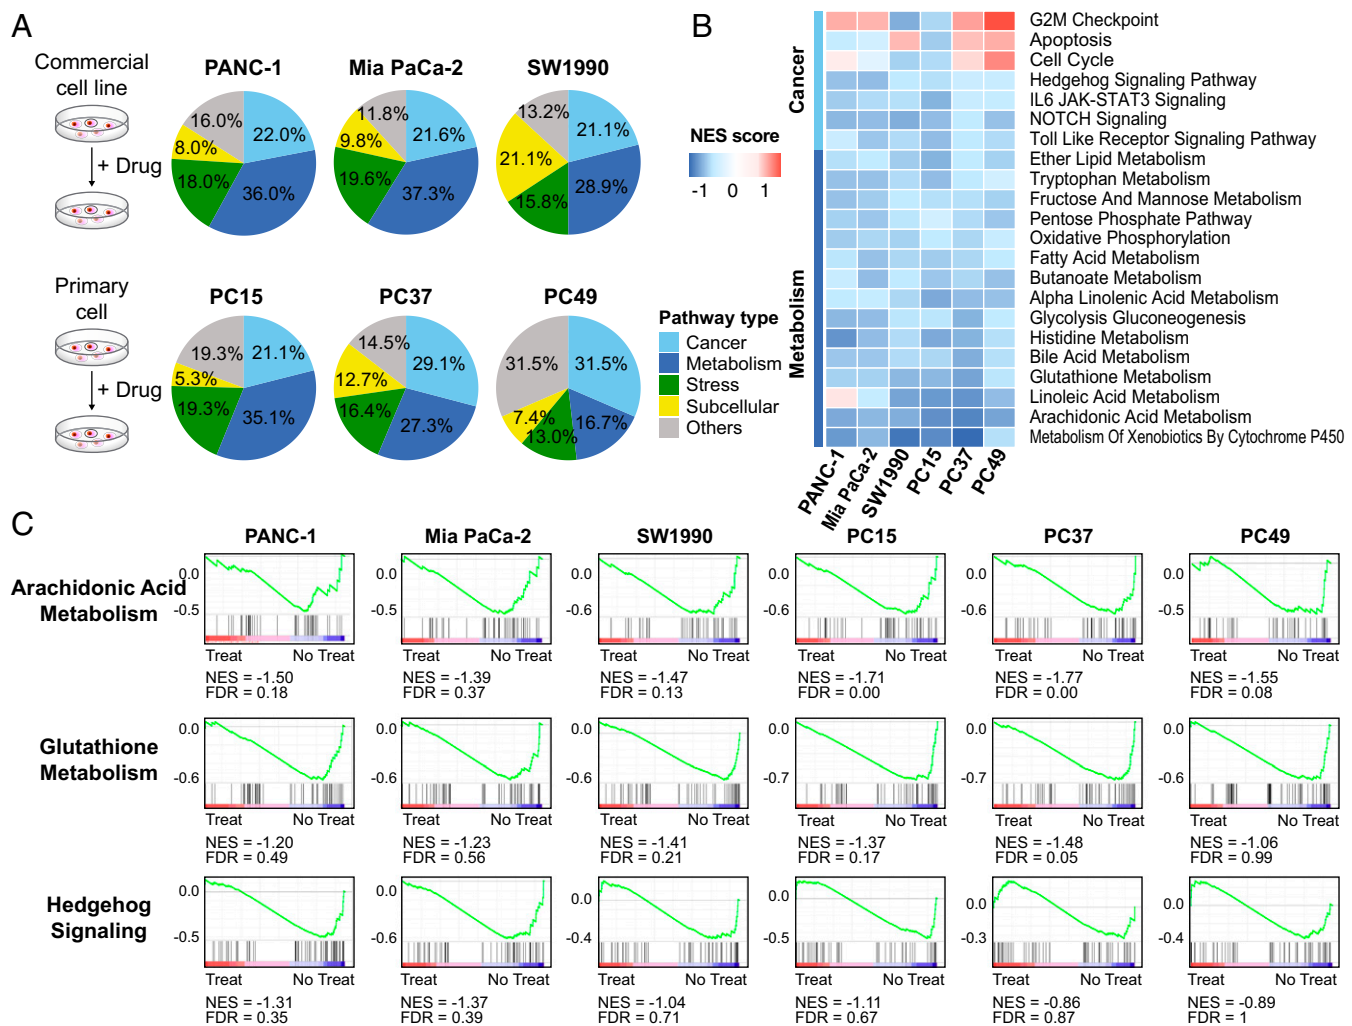 A
Commercial
cell line
+ Drug
PANC-1
16.0%
22.0%
8.0%
18.0%
36.0%
Mia PaCa-2
11.8%
21.6%
9.8%
19.6%
37.3%
SW1990
13.2%
21.1%
21.1%
15.8%
28.9%
Primary
cell
+ Drug
PC15
19.3%
21.1%
5.3%
19.3%
35.1%
PC37
14.5%
29.1%
12.7%
16.4%
27.3%
PC49
31.5%
31.5%
7.4%
13.0%
16.7%
Pathway type
Cancer
Metabolism
Stress
Subcellular
Others
B
NES score
-1 0 1
Cancer
Metabolism
G2M Checkpoint
Apoptosis
Cell Cycle
Hedgehog Signaling Pathway
IL6 JAK-STAT3 Signaling
NOTCH Signaling
Toll Like Receptor Signaling Pathway
Ether Lipid Metabolism
Tryptophan Metabolism
Fructose And Mannose Metabolism
Pentose Phosphate Pathway
Oxidative Phosphorylation
Fatty Acid Metabolism
Butanoate Metabolism
Alpha Linolenic Acid Metabolism
Glycolysis Gluconeogenesis
Histidine Metabolism
Bile Acid Metabolism
Glutathione Metabolism
Linoleic Acid Metabolism
Arachidonic Acid Metabolism
Metabolism Of Xenobiotics By Cytochrome P450
PANC-1
Mia PaCa-2
SW1990
PC15
PC37
PC49
C
PANC-1 Mia PaCa-2 SW1990 PC15 PC37 PC49
Arachidonic Acid
Metabolism
0.0 0.0 0.0 0.0 0.0 0.0
-0.5 -0.5 -0.6 -0.6 -0.6 -0.5
Treat No Treat Treat No Treat Treat No Treat Treat No Treat Treat No Treat Treat No Treat
NES = -1.50 NES = -1.39 NES = -1.47 NES = -1.71 NES = -1.77 NES = -1.55
FDR = 0.18 FDR = 0.37 FDR = 0.13 FDR = 0.00 FDR = 0.00 FDR = 0.08
Glutathione
Metabolism
0.0 0.0 0.0 0.0 0.0 0.0
-0.6 -0.6 -0.6 -0.7 -0.7 -0.6
Treat No Treat Treat No Treat Treat No Treat Treat No Treat Treat No Treat Treat No Treat
NES = -1.20 NES = -1.23 NES = -1.41 NES = -1.37 NES = -1.48 NES = -1.06
FDR = 0.49 FDR = 0.56 FDR = 0.21 FDR = 0.17 FDR = 0.05 FDR = 0.99
Hedgehog
Signaling
0.0 0.0 0.0 0.0 0.0 0.0
-0.5 -0.6 -0.4 -0.5 -0.3 -0.4
Treat No Treat Treat No Treat Treat No Treat Treat No Treat Treat No Treat Treat No Treat
NES = -1.31 NES = -1.37 NES = -1.04 NES = -1.11 NES = -0.86 NES = -0.89
FDR = 0.35 FDR = 0.39 FDR = 0.71 FDR = 0.67 FDR = 0.87 FDR = 1